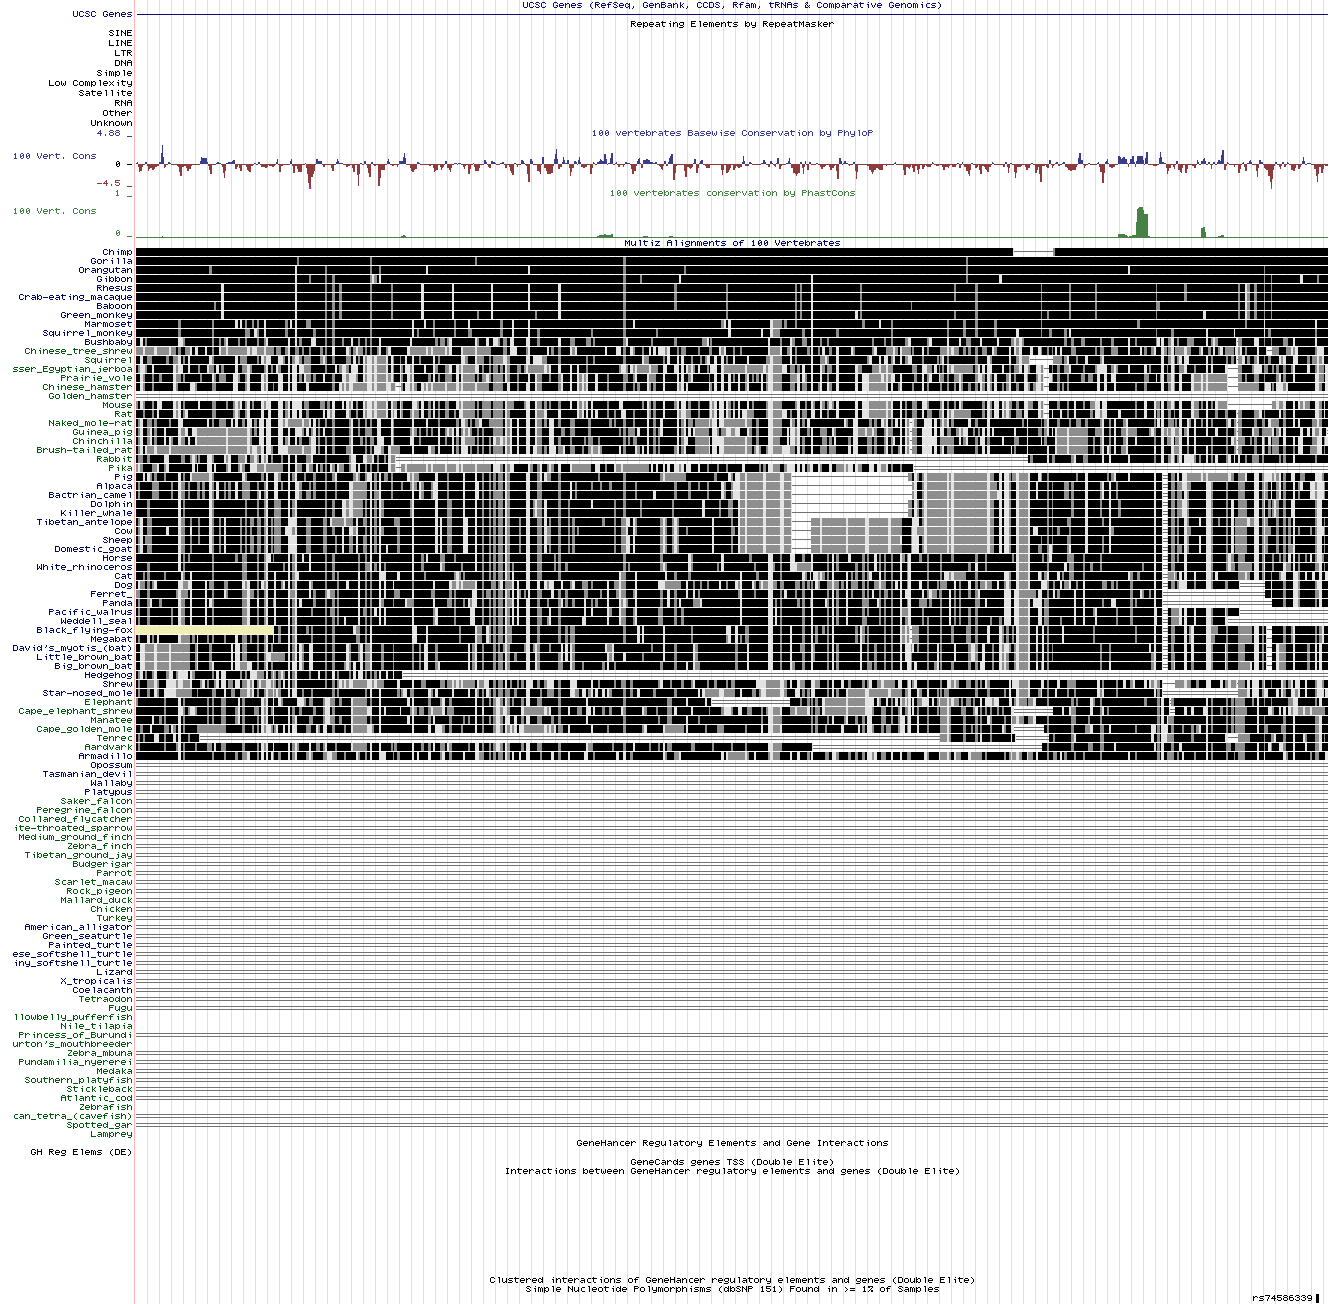 UCSC Genes (RefSeq, GenBank, CCDS, Rfam, tRNAs & Comparative Genomics)
UCSC Genes
Repeating Elements by RepeatMasker
SINE
LINE
LTR
DNA
Simple
Low Complexity
Satellite
RNA
Other
Unknown
4.88 _
100 vertebrates Basewise Conservation by PhyloP
100 Vert. Cons
0 _
-4.5 _
100 vertebrates conservation by PhastCons
1 _
100 Vert. Cons
0 _
Multiz Alignments of 100 Vertebrates
Chimp
Gorilla
Orangutan
Gibbon
Rhesus
Crab-eating_macaque
Baboon
Green_monkey
Marmoset
Squirrel_monkey
Bushbaby
Chinese_tree_shrew
Squirrel
sser_Egyptian_jerboa
Prairie_vole
Chinese_hamster
Golden_hamster
Mouse
Rat
Naked_mole-rat
Guinea_pig
Chinchilla
Brush-tailed_rat
Rabbit
Pika
Pig
Alpaca
Bactrian_camel
Dolphin
Killer_whale
Tibetan_antelope
Cow
Sheep
Domestic_goat
Horse
White_rhinoceros
Cat
Dog
Ferret_
Panda
Pacific_walrus
Weddell_seal
Black_flying-fox
Megabat
David's_myotis_(bat)
Little_brown_bat
Big_brown_bat
Hedgehog
Shrew
Star-nosed_mole
Elephant
Cape_elephant_shrew
Manatee
Cape_golden_mole
Tenrec
Aardvark
Armadillo
Opossum
Tasmanian_devil
Wallaby
Platypus
Saker_falcon
Peregrine_falcon
Collared_flycatcher
ite-throated_sparrow
Medium_ground_finch
Zebra_finch
Tibetan_ground_jay
Budgerigar
Parrot
Scarlet_macaw
Rock_pigeon
Mallard_duck
Chicken
Turkey
American_alligator
Green_seaturtle
Painted_turtle
ese_softshell_turtle
iny_softshell_turtle
Lizard
X_tropicalis
Coelacanth
Tetraodon
Fugu
llowbelly_pufferfish
Nile_tilapia
Princess_of_Burundi
urton's_mouthbreeder
Zebra_mbuna
Pundamilia_nyererei
Medaka
Southern_platyfish
Stickleback
Atlantic_cod
Zebrafish
can_tetra_(cavefish)
Spotted_gar
Lamprey
GeneHancer Regulatory Elements and Gene Interactions
GH Reg Elems (DE)
GeneCards genes TSS (Double Elite)
Interactions between GeneHancer regulatory elements and genes (Double Elite)
Clustered interactions of GeneHancer regulatory elements and genes (Double Elite)
Simple Nucleotide Polymorphisms (dbSNP 151) Found in >= 1% of Samples
rs74586339